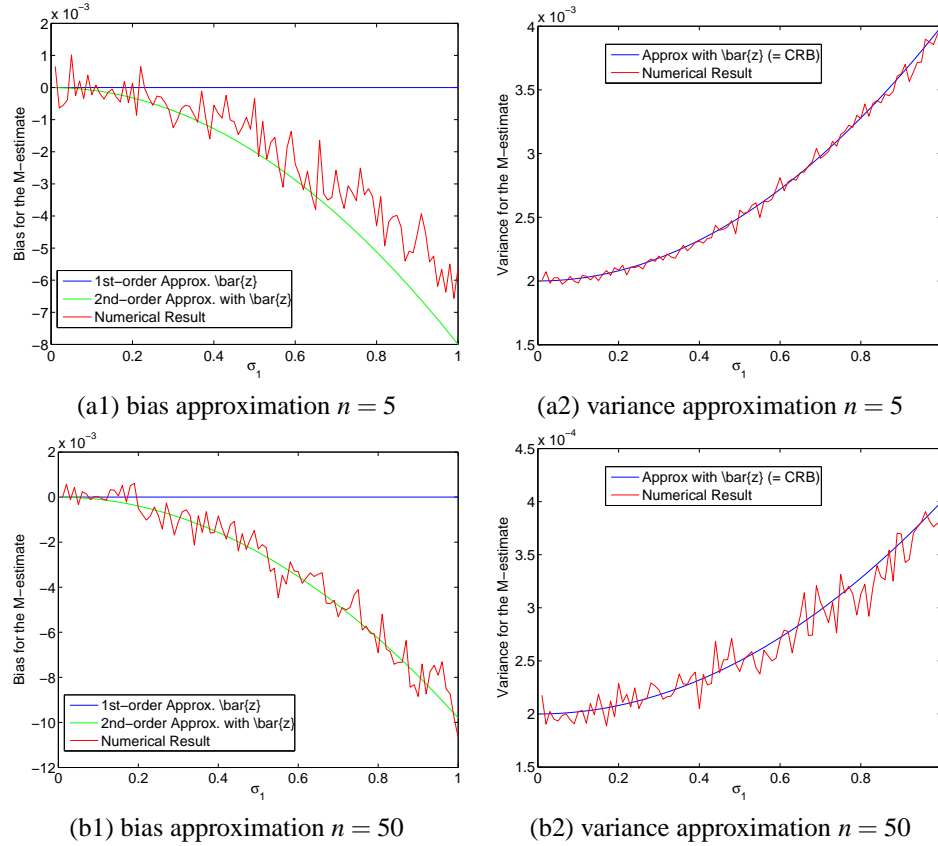 x 10⁻³
2
1
0
−1
−2
−3
−4
−5
−6
−7
−8
Bias for the M−estimate
1st−order Approx. \bar{z}
2nd−order Approx. with \bar{z}
Numerical Result
0 0.2 0.4 0.6 0.8 1
σ₁
(a1) bias approximation n = 5
x 10⁻³
4
3.5
3
2.5
2
1.5
Variance for the M−estimate
Approx with \bar{z} (= CRB)
Numerical Result
0 0.2 0.4 0.6 0.8
σ₁
(a2) variance approximation n = 5
x 10⁻³
2
0
−2
−4
−6
−8
−10
−12
Bias for the M−estimate
1st−order Approx. \bar{z}
2nd−order Approx. with \bar{z}
Numerical Result
0 0.2 0.4 0.6 0.8 1
σ₁
(b1) bias approximation n = 50
x 10⁻⁴
4.5
4
3.5
3
2.5
2
1.5
Variance for the M−estimate
Approx with \bar{z} (= CRB)
Numerical Result
0 0.2 0.4 0.6 0.8
σ₁
(b2) variance approximation n = 50